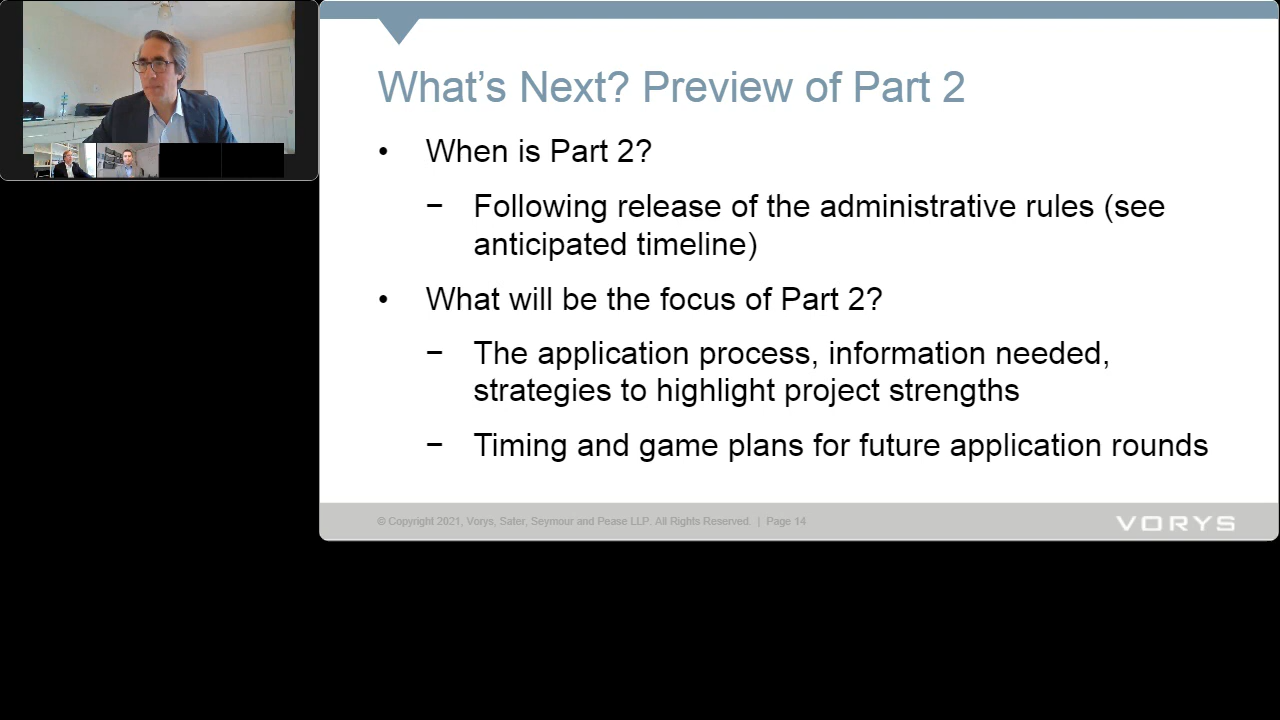 What's Next? Preview of Part 2
• When is Part 2?
− Following release of the administrative rules (see
anticipated timeline)
• What will be the focus of Part 2?
− The application process, information needed,
strategies to highlight project strengths
− Timing and game plans for future application rounds
© Copyright 2021, Vorys, Sater, Seymour and Pease LLP. All Rights Reserved. | Page 14
VORYS